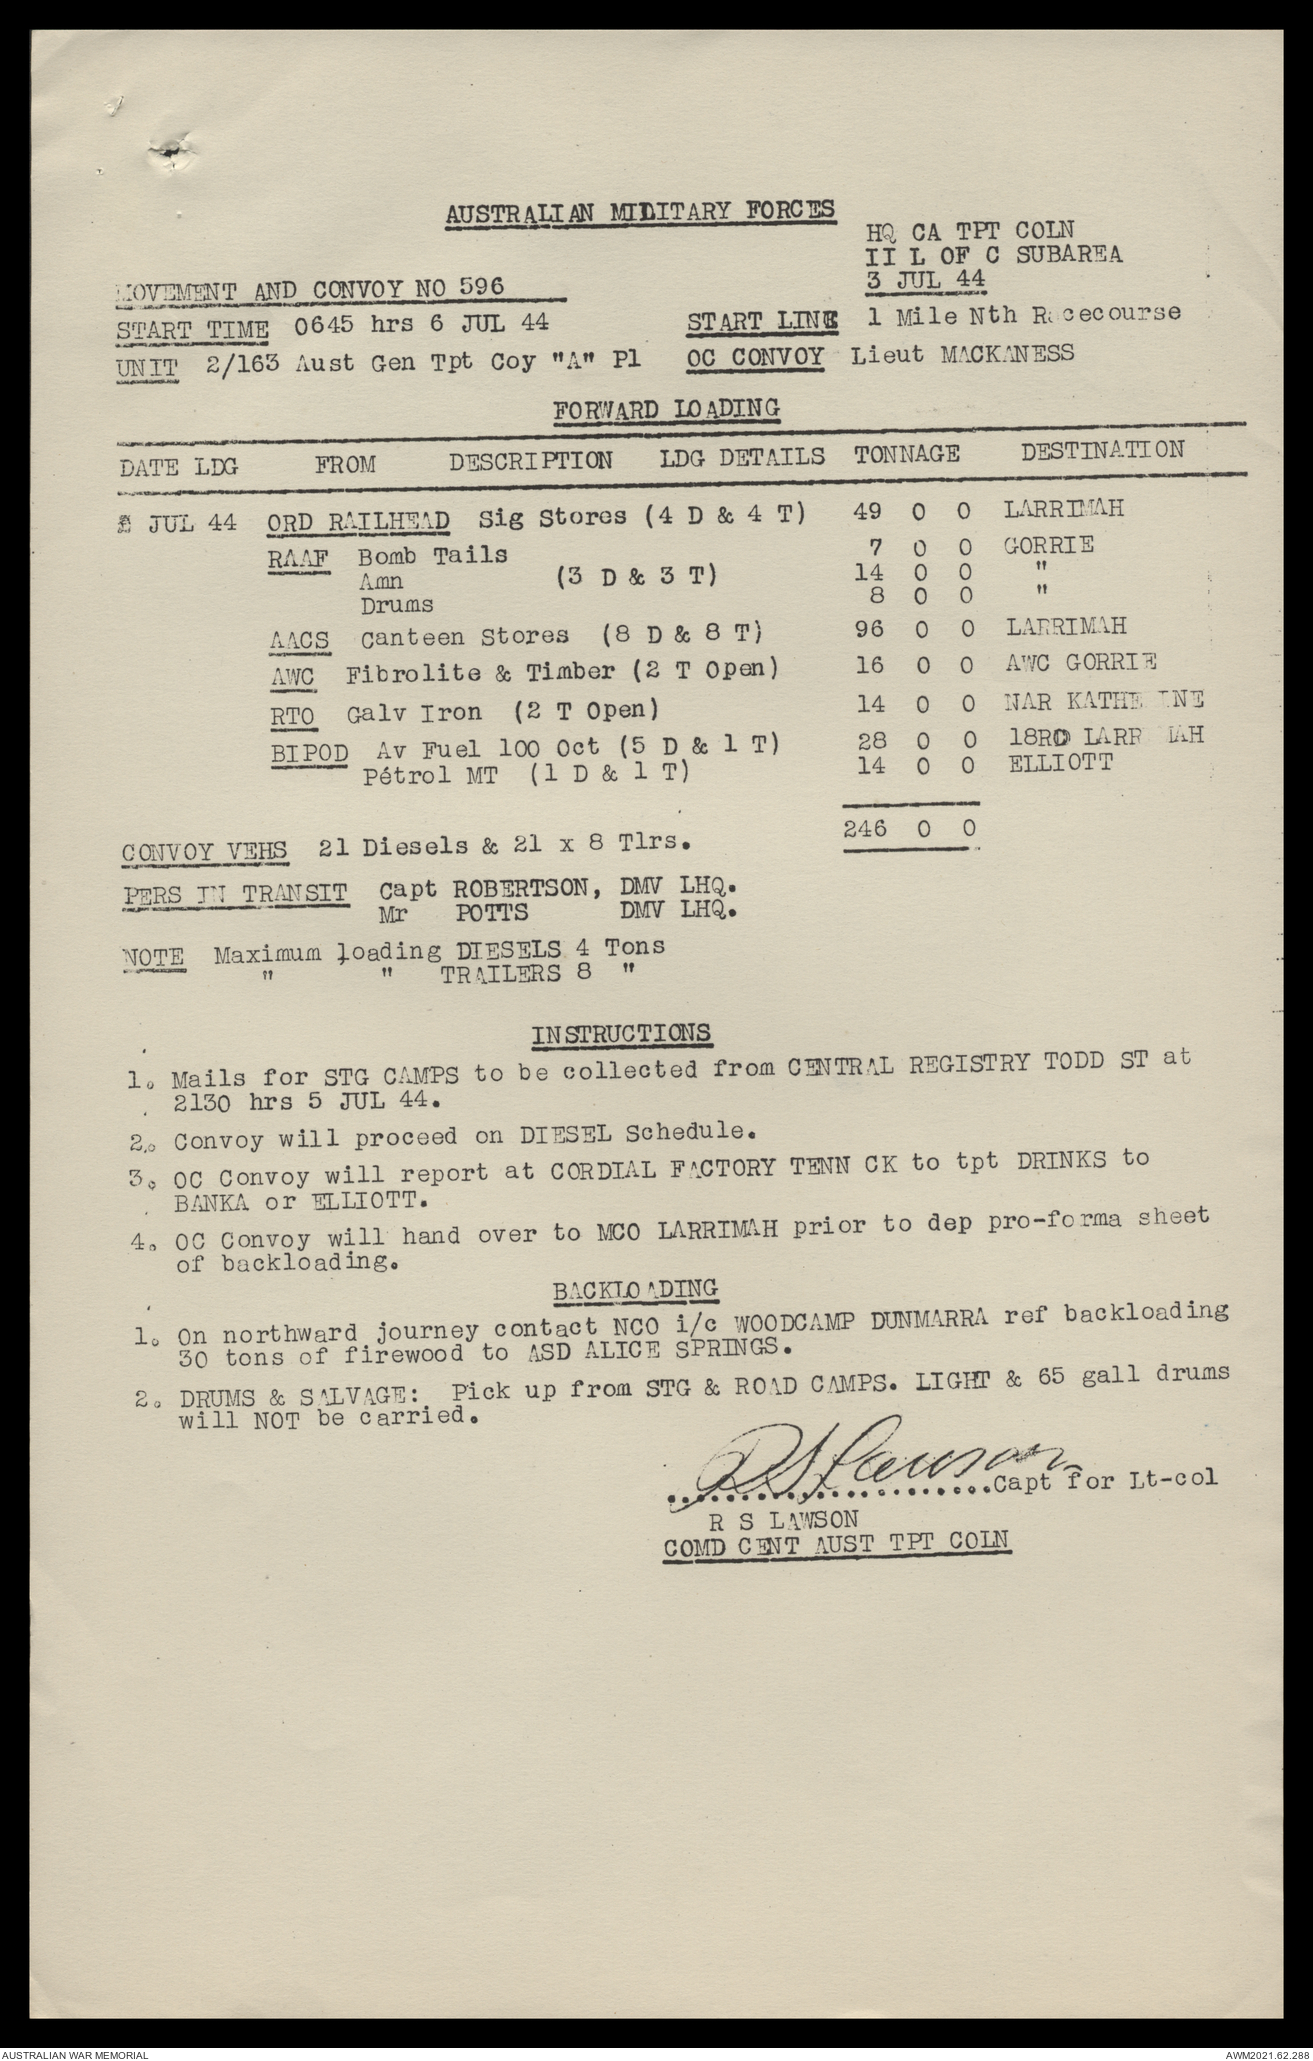 AUSTRALIAN MILITARY FORCES
HQ CA TPT COLN
II L OF C SUBAREA
3 JUL 44
MOVEMENT AND CONVOY NO 596
START TIME 0645 hrs 6 JUL 44 START LINE 1 Mile Nth Racecourse
UNIT 2/163 Aust Gen Tpt Coy "A" Pl OC CONVOY Lieut MACKANESS
FORWARD LOADING
DATE LDG FROM DESCRIPTION LDG DETAILS TONNAGE DESTINATION
JUL 44 ORD RAILHEAD Sig Stores (4 D & 4 T) 49 0 0 LARRIMAH
RAAF Bomb Tails 7 0 0 GORRIE
Amn (3 D & 3 T) 14 0 0 "
Drums 8 0 0 "
AACS Canteen Stores (8 D & 8 T) 96 0 0 LARRIMAH
AWC Fibrolite & Timber (2 T Open) 16 0 0 AWC GORRIE
RTO Galv Iron (2 T Open) 14 0 0 NAR KATHERINE
BIPOD Av Fuel 100 Oct (5 D & 1 T) 28 0 0 18RO LARRIMAH
Pétrol MT (1 D & 1 T) 14 0 0 ELLIOTT
246 0 0
CONVOY VEHS 21 Diesels & 21 x 8 Tlrs.
PERS IN TRANSIT Capt ROBERTSON, DMV LHQ.
Mr POTTS DMV LHQ.
NOTE Maximum loading DIESELS 4 Tons
" " TRAILERS 8 "
INSTRUCTIONS
1. Mails for STG CAMPS to be collected from CENTRAL REGISTRY TODD ST at
2130 hrs 5 JUL 44.
2. Convoy will proceed on DIESEL Schedule.
3. OC Convoy will report at CORDIAL FACTORY TENN CK to tpt DRINKS to
BANKA or ELLIOTT.
4. OC Convoy will hand over to MCO LARRIMAH prior to dep pro-forma sheet
of backloading.
BACKLOADING
1. On northward journey contact NCO i/c WOODCAMP DUNMARRA ref backloading
30 tons of firewood to ASD ALICE SPRINGS.
2. DRUMS & SALVAGE: Pick up from STG & ROAD CAMPS. LIGHT & 65 gall drums
will NOT be carried.
RS Lawson
......................Capt for Lt-col
R S LAWSON
COMD CENT AUST TPT COLN
AUSTRALIAN WAR MEMORIAL AWM2021.62.288